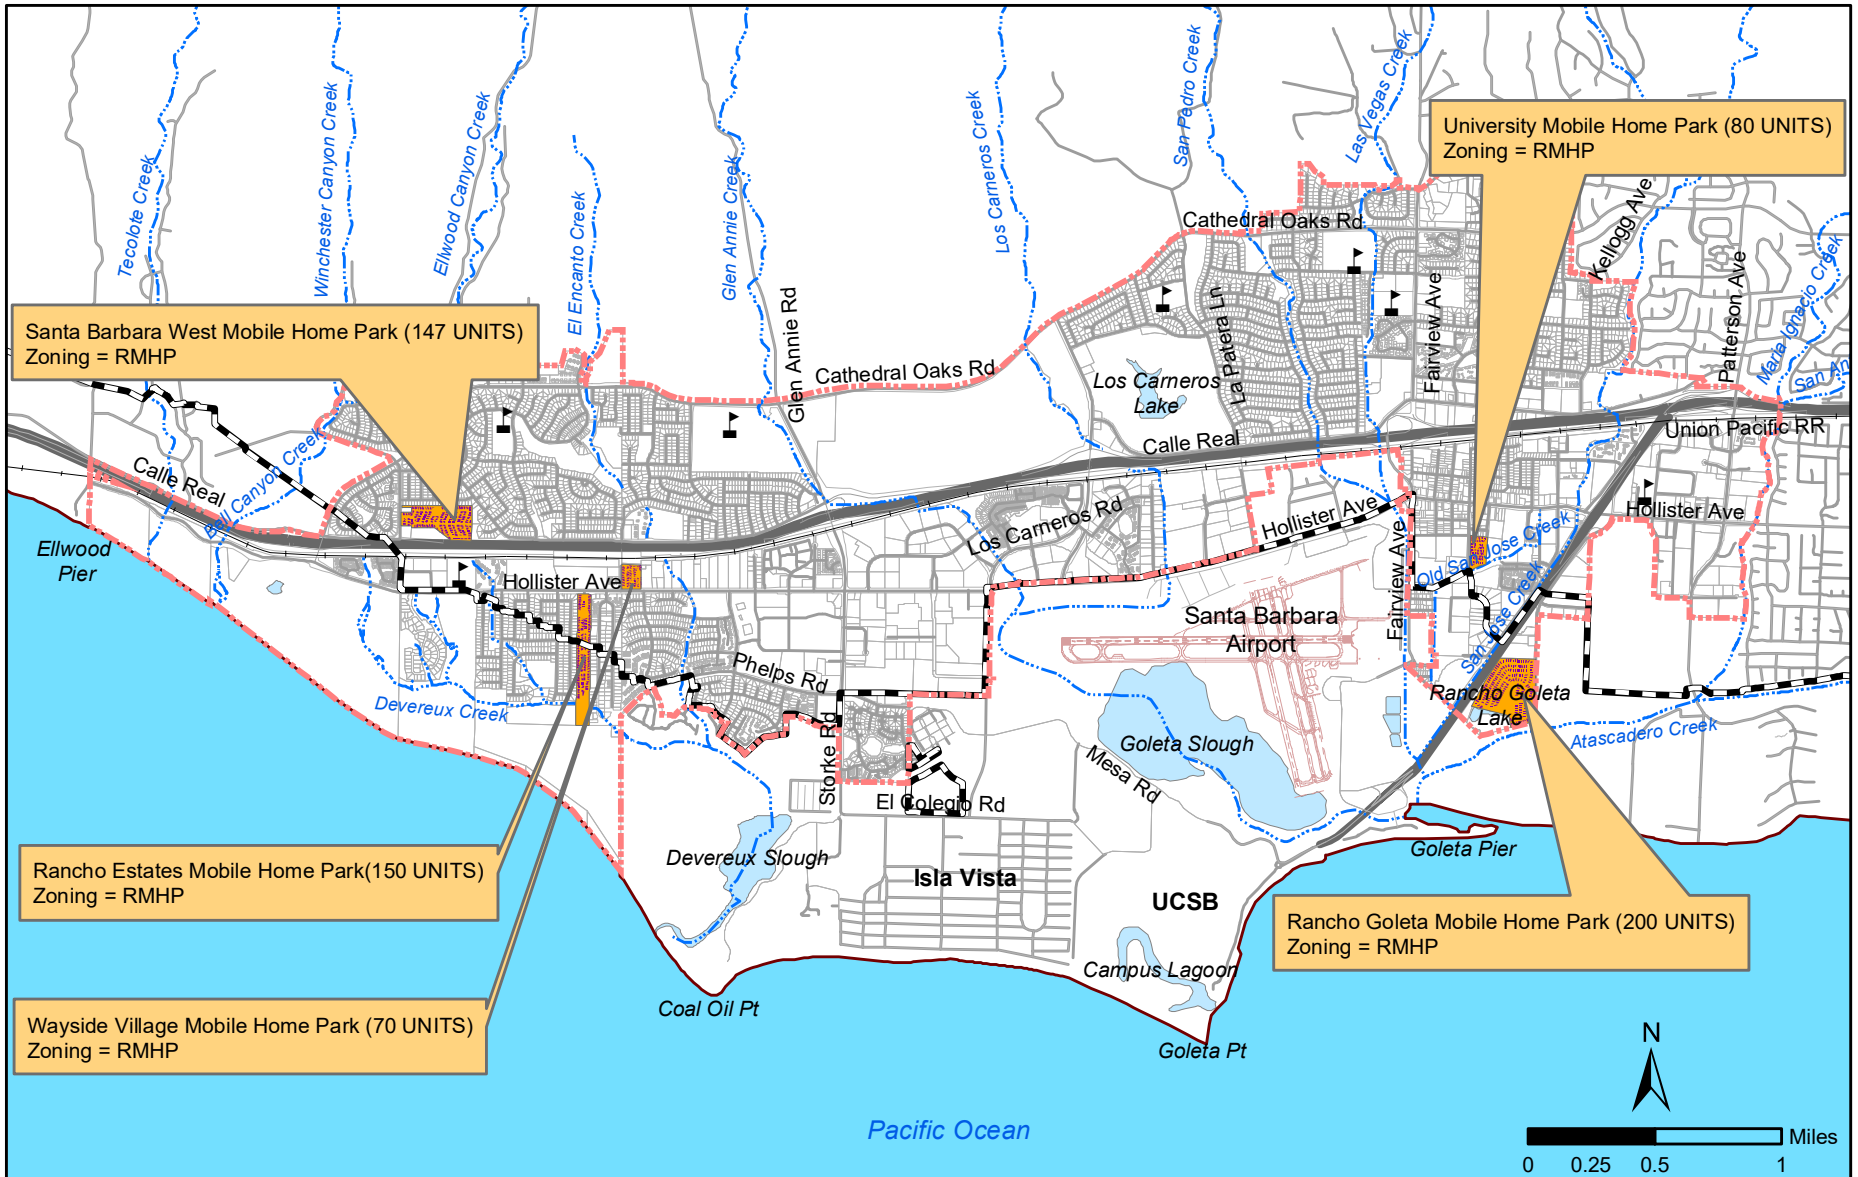 Tecolote Creek
Winchester Canyon Creek
Ellwood Canyon Creek
El Encanto Creek
Glen Annie Creek
Los Carneros Creek
San Pedro Creek
Las Vegas Creek
University Mobile Home Park (80 UNITS)
Zoning = RMHP
Cathedral Oaks Rd
Kellogg Ave
Patterson Ave
Maria Ignacio Creek
San An
Santa Barbara West Mobile Home Park (147 UNITS)
Zoning = RMHP
Glen Annie Rd
Cathedral Oaks Rd
Los Carneros
Lake
La Patera Ln
Fairview Ave
Calle Real
Union Pacific RR
Calle Real
Bell Canyon Creek
Los Carneros Rd
Hollister Ave
Hollister Ave
Ellwood
Pier
Hollister Ave
Fairview Ave
Old San Jose Creek
San Jose Creek
Santa Barbara
Airport
Phelps Rd
Devereux Creek
Storke Rd
Rancho Goleta
Lake
Atascadero Creek
Goleta Slough
Mesa Rd
El Colegio Rd
Devereux Slough
Goleta Pier
Rancho Estates Mobile Home Park(150 UNITS)
Zoning = RMHP
Isla Vista
UCSB
Rancho Goleta Mobile Home Park (200 UNITS)
Zoning = RMHP
Campus Lagoon
Coal Oil Pt
Wayside Village Mobile Home Park (70 UNITS)
Zoning = RMHP
Goleta Pt
N
Pacific Ocean
Miles
0 0.25 0.5 1